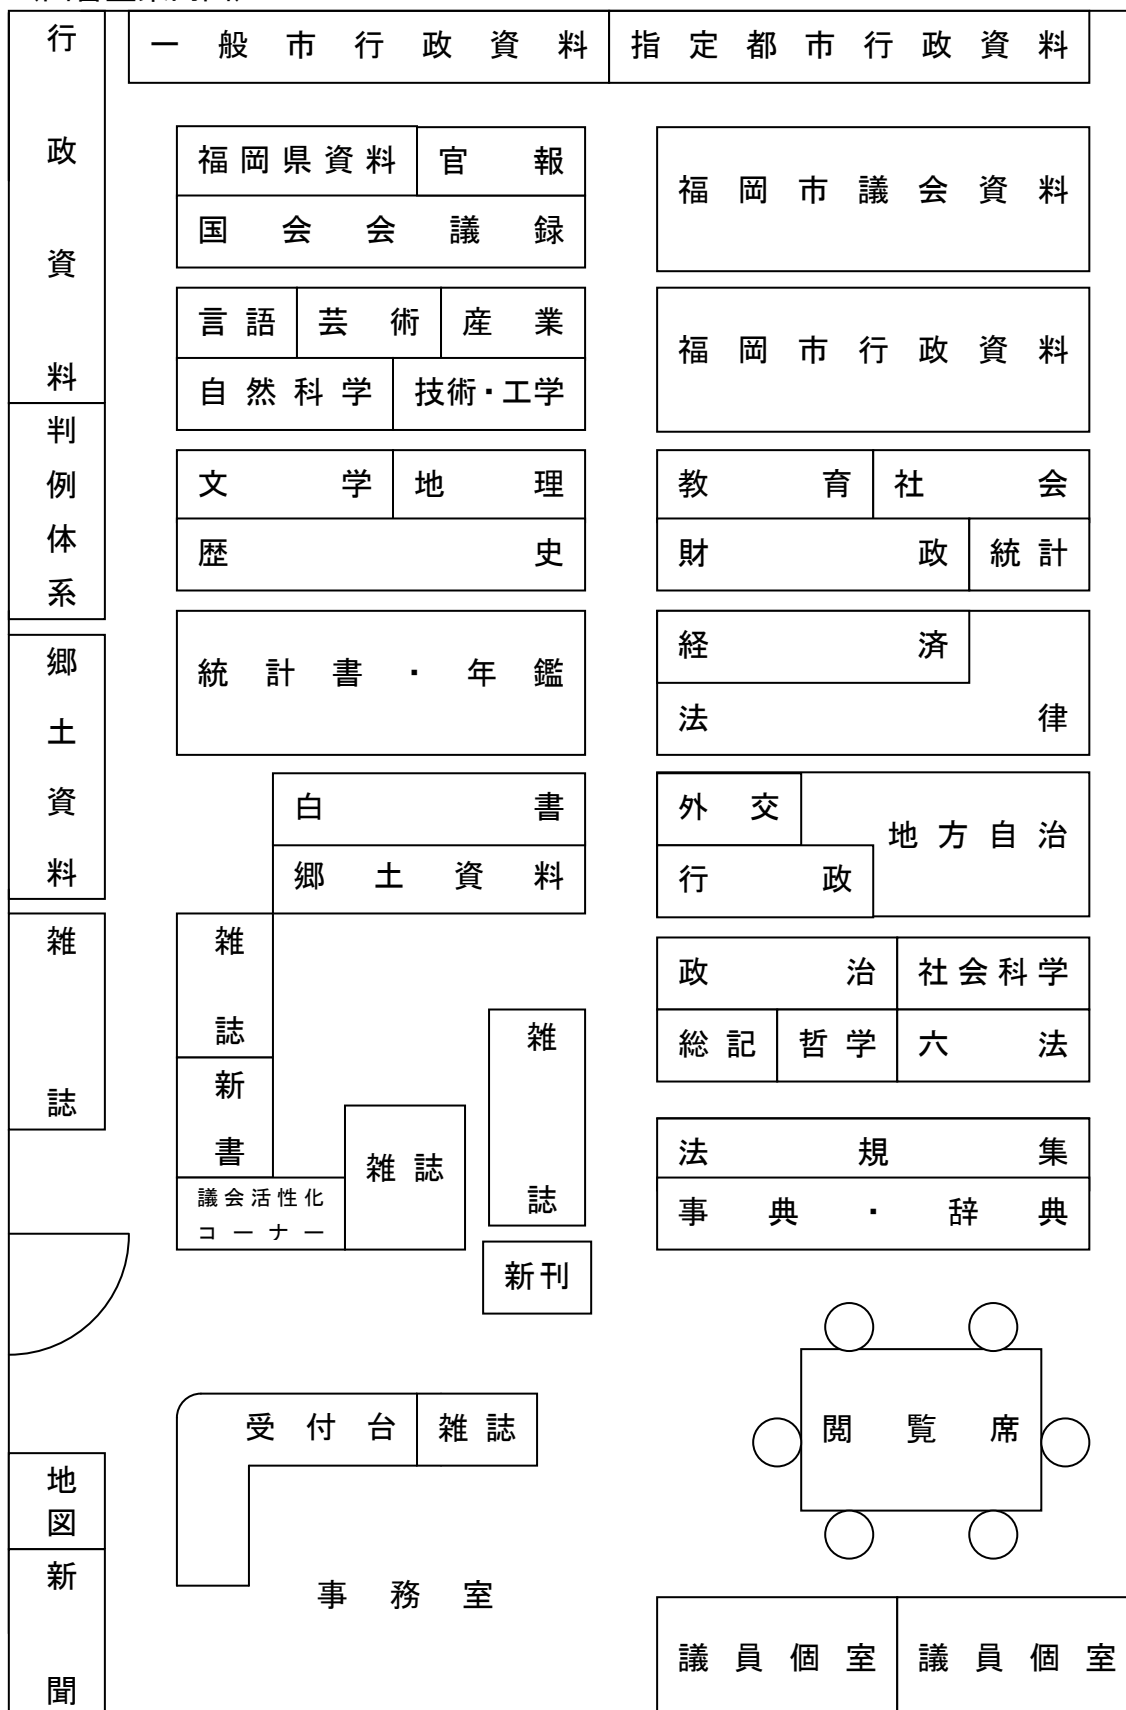 行政資料
一般市行政資料
指定都市行政資料
福岡県資料
官報
国会会議録
福岡市議会資料
言語
芸術
産業
自然科学
技術・工学
福岡市行政資料
判例体系
文学
地理
歴史
教育
社会
財政
統計
郷土資料
統計書・年鑑
経済
法律
白書
郷土資料
外交
地方自治
行政
雑誌
雑誌
新書
議会活性化
コーナー
雑誌
雑誌
新刊
政治
社会科学
総記
哲学
六法
法規集
事典・辞典
受付台
雑誌
閲覧席
地図
新聞
事務室
議員個室
議員個室